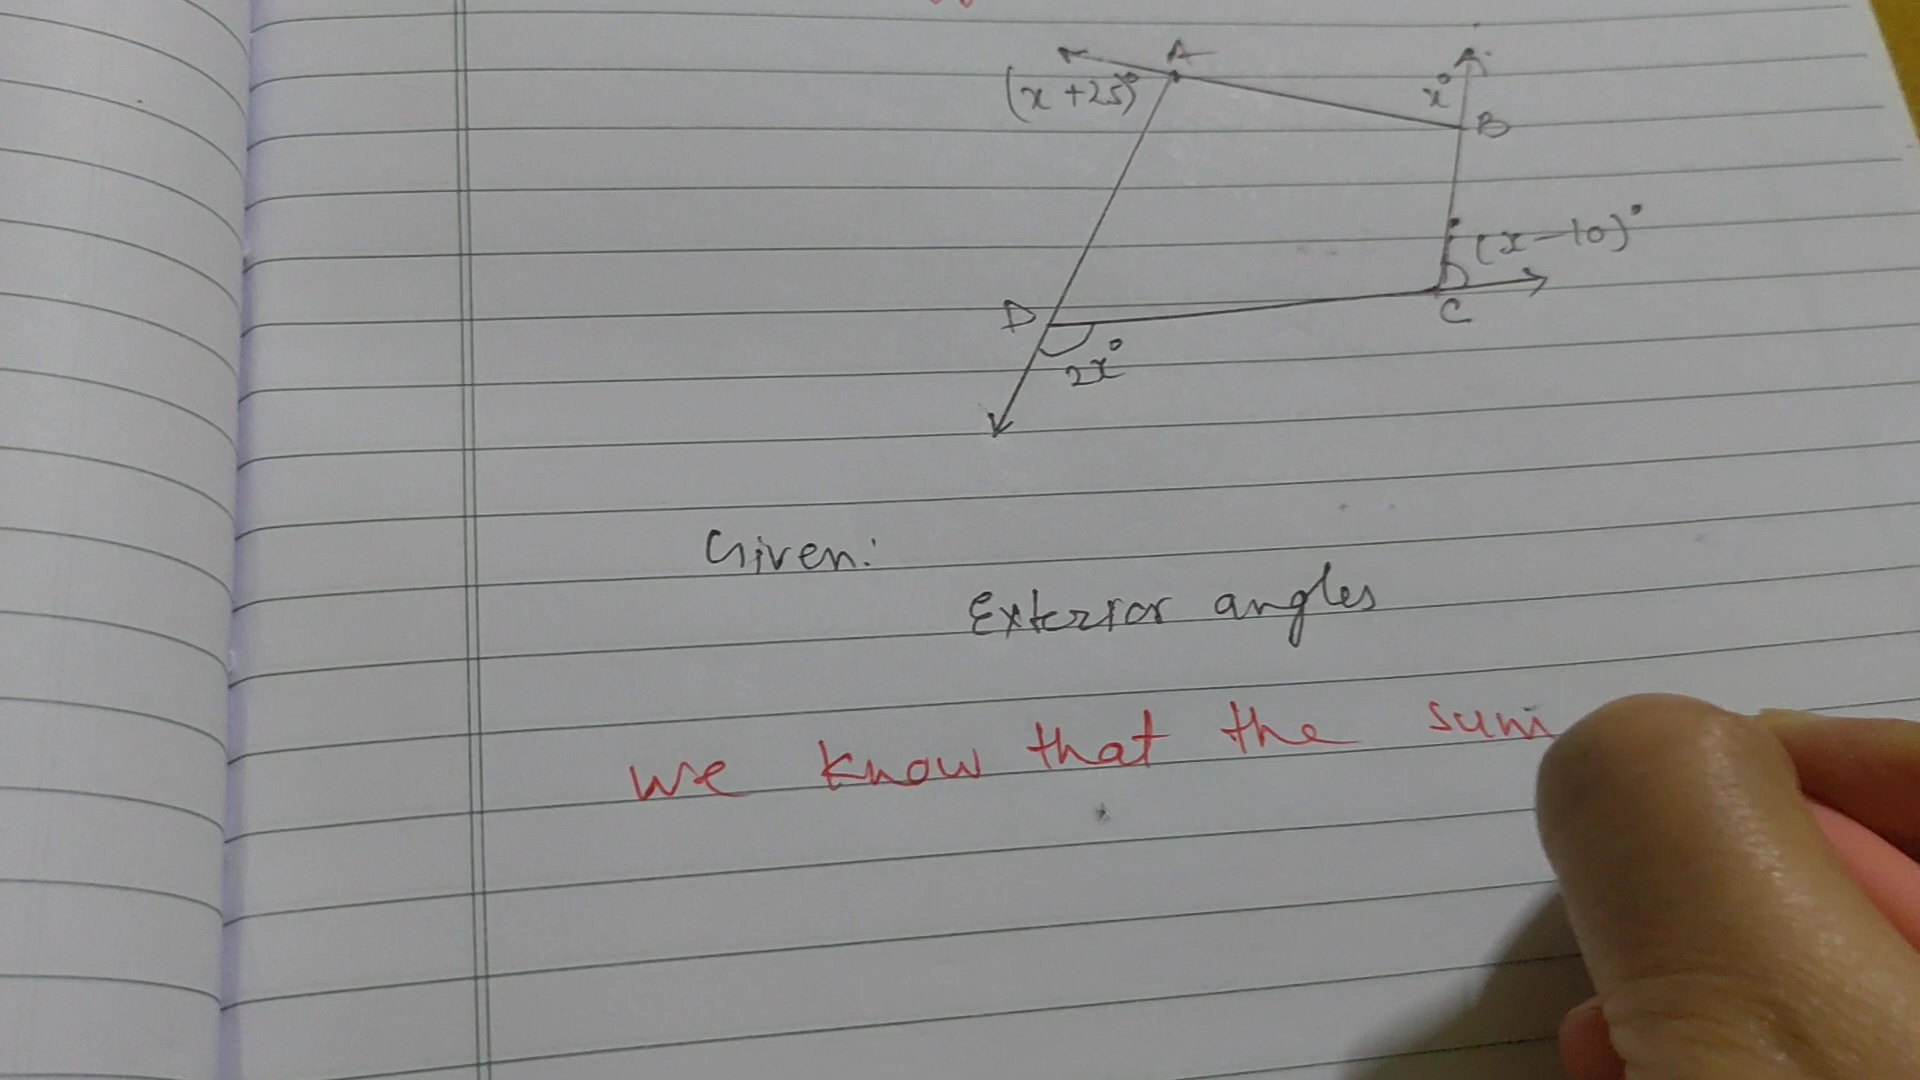 A
(x+25)°
x°
B
(x-10)°
D
C
2x°
Given:
Exterior angles
we know that the sum